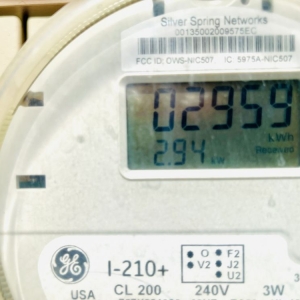 Silver Spring Networks
00135002009575EC
FCC ID: OWS-NIC507, IC: 5975A-NIC507
02959
kWh
Received
2.94 kW
GE
I-210+
O F2
V2 J2
U2
USA CL 200 240V 3W